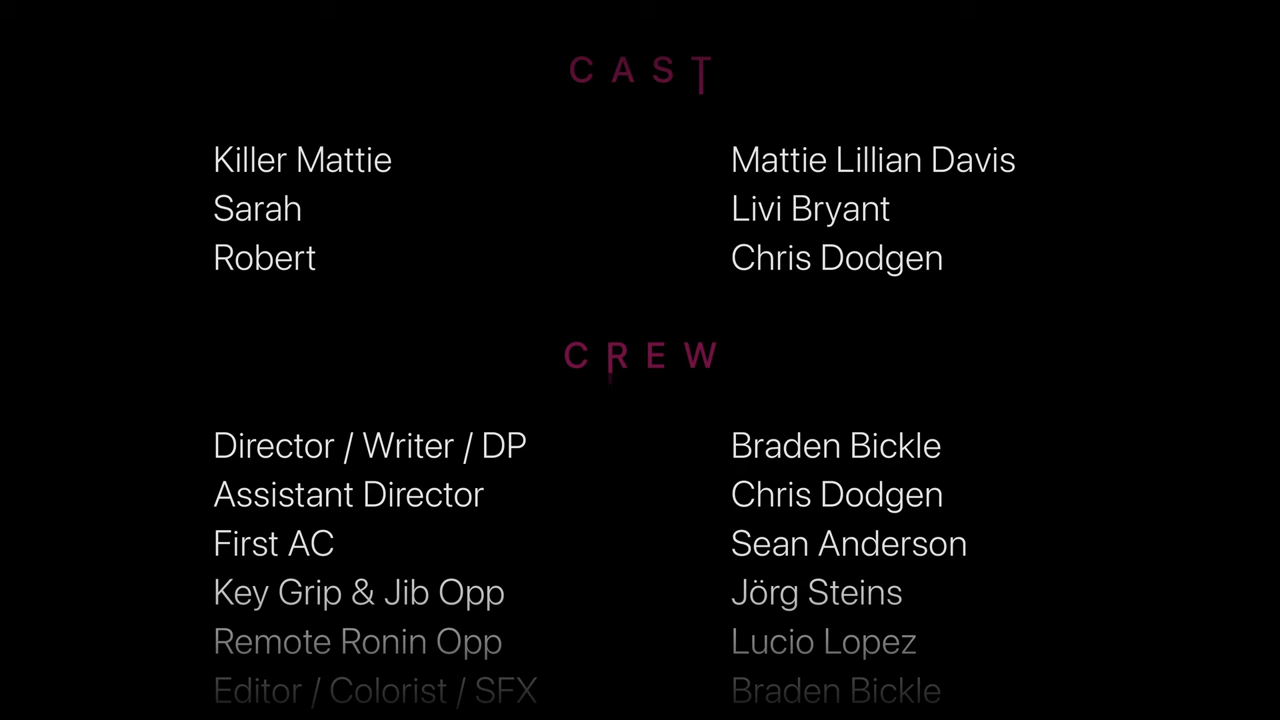 CAST
Killer Mattie Mattie Lillian Davis
Sarah Livi Bryant
Robert Chris Dodgen
CREW
Director / Writer / DP Braden Bickle
Assistant Director Chris Dodgen
First AC Sean Anderson
Key Grip & Jib Opp Jörg Steins
Remote Ronin Opp Lucio Lopez
Editor / Colorist / SFX Braden Bickle